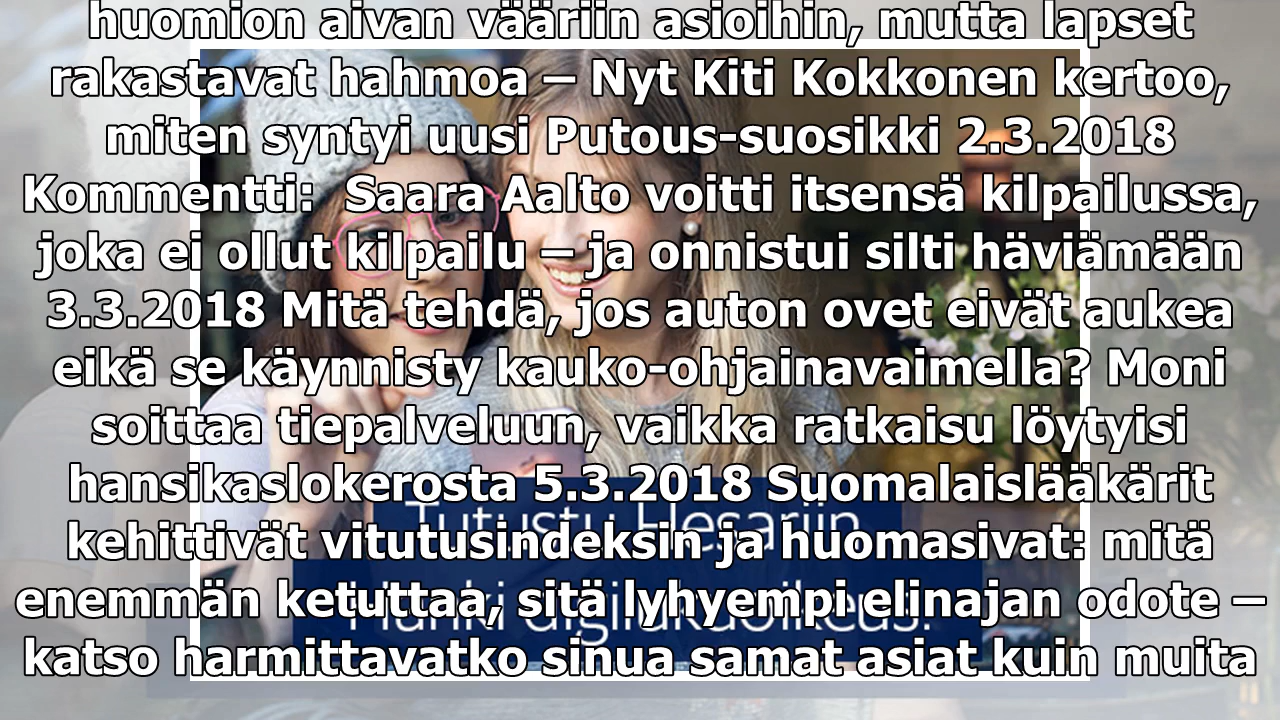 huomion aivan vääriin asioihin, mutta lapset
rakastavat hahmoa – Nyt Kiti Kokkonen kertoo,
miten syntyi uusi Putous-suosikki 2.3.2018
Kommentti:  Saara Aalto voitti itsensä kilpailussa,
joka ei ollut kilpailu – ja onnistui silti häviämään
3.3.2018 Mitä tehdä, jos auton ovet eivät aukea
eikä se käynnisty kauko-ohjainavaimella? Moni
soittaa tiepalveluun, vaikka ratkaisu löytyisi
hansikaslokerosta 5.3.2018 Suomalaislääkärit
Tutustu Hesariin.
kehittivät vitutusindeksin ja huomasivat: mitä
enemmän ketuttaa, sitä lyhyempi elinajan odote –
Hanki digilukuoikeus.
katso harmittavatko sinua samat asiat kuin muita